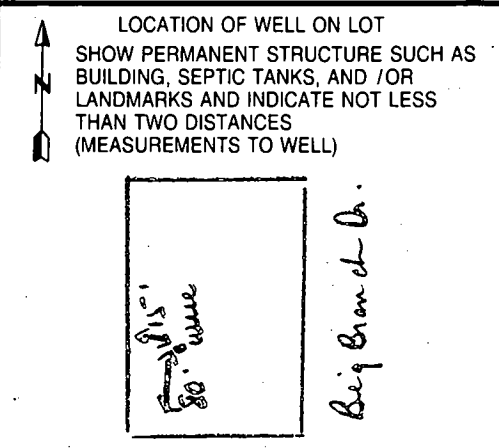 LOCATION OF WELL ON LOT
SHOW PERMANENT STRUCTURE SUCH AS
BUILDING, SEPTIC TANKS, AND /OR
LANDMARKS AND INDICATE NOT LESS
THAN TWO DISTANCES
(MEASUREMENTS TO WELL)
N
15'
80'
Big Branch Dr.